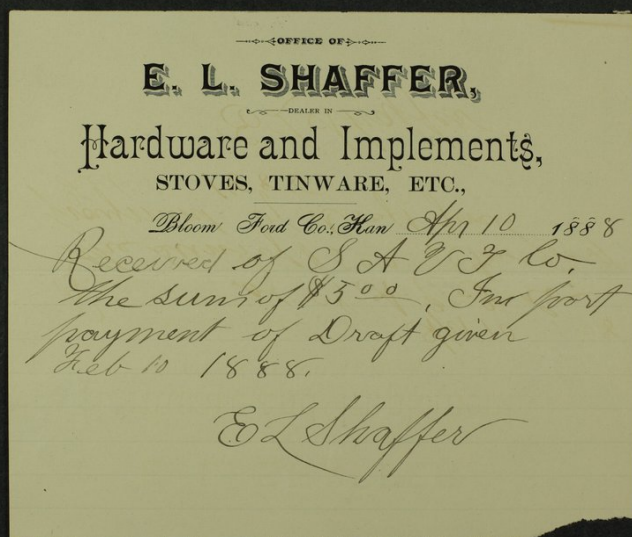 OFFICE OF
E. L. SHAFFER,
DEALER IN
Hardware and Implements,
STOVES, TINWARE, ETC.,
Bloom Ford Co., Kan Apr 10 1888
Received of S A Co.
the sum of $5 00, In part
payment of Draft given
Feb 10 1888.
E L Shaffer